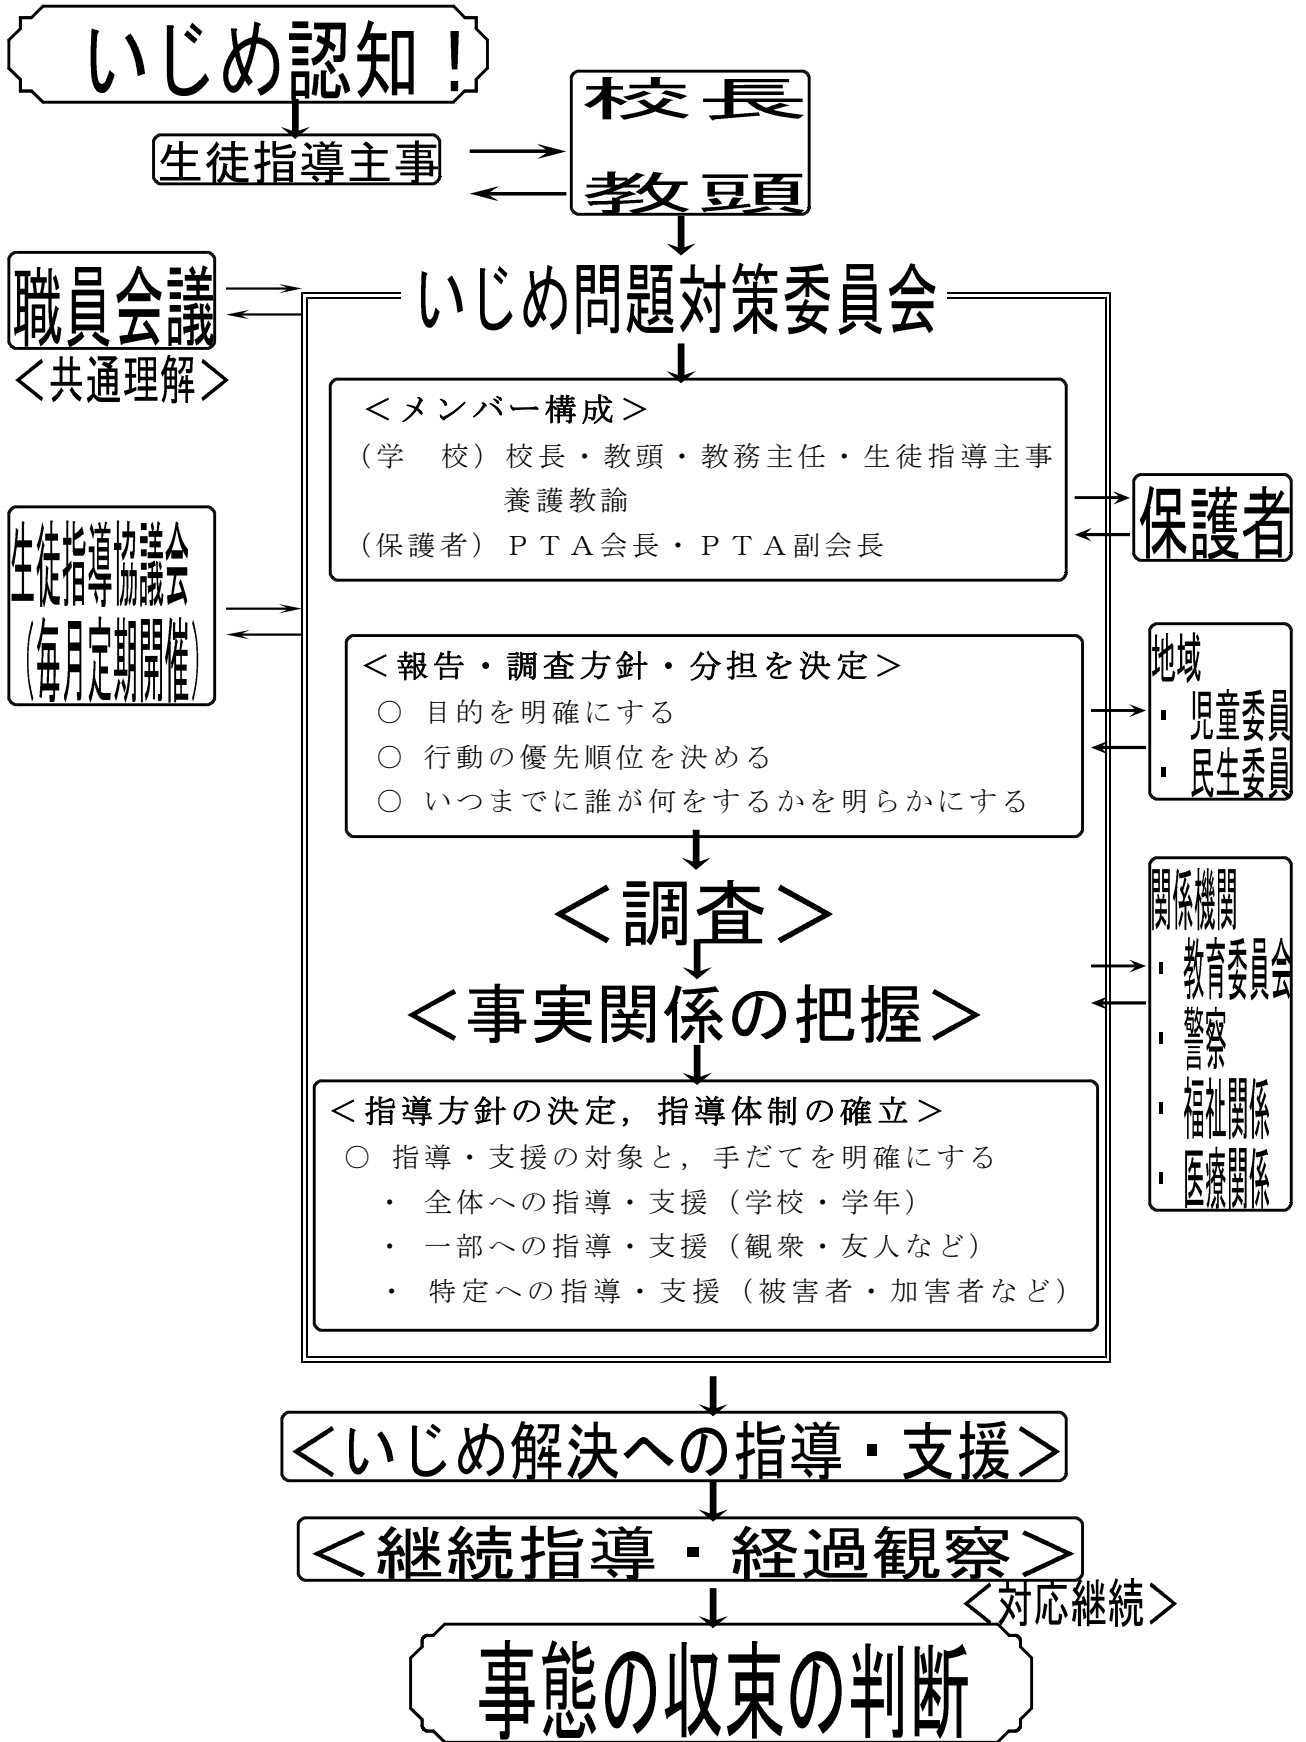 いじめ認知！
生徒指導主事
校長
教頭
職員会議
＜共通理解＞
いじめ問題対策委員会
＜メンバー構成＞
（学　校）校長・教頭・教務主任・生徒指導主事
養護教諭
（保護者）ＰＴＡ会長・ＰＴＡ副会長
保護者
生徒指導協議会
（毎月定期開催）
＜報告・調査方針・分担を決定＞
○ 目的を明確にする
○ 行動の優先順位を決める
○ いつまでに誰が何をするかを明らかにする
地域
・ 児童委員
・ 民生委員
＜調査＞
＜事実関係の把握＞
関係機関
・ 教育委員会
・ 警察
・ 福祉関係
・ 医療関係
＜指導方針の決定，指導体制の確立＞
○ 指導・支援の対象と，手だてを明確にする
・ 全体への指導・支援（学校・学年）
・ 一部への指導・支援（観衆・友人など）
・ 特定への指導・支援（被害者・加害者など）
＜いじめ解決への指導・支援＞
＜継続指導・経過観察＞
＜対応継続＞
事態の収束の判断